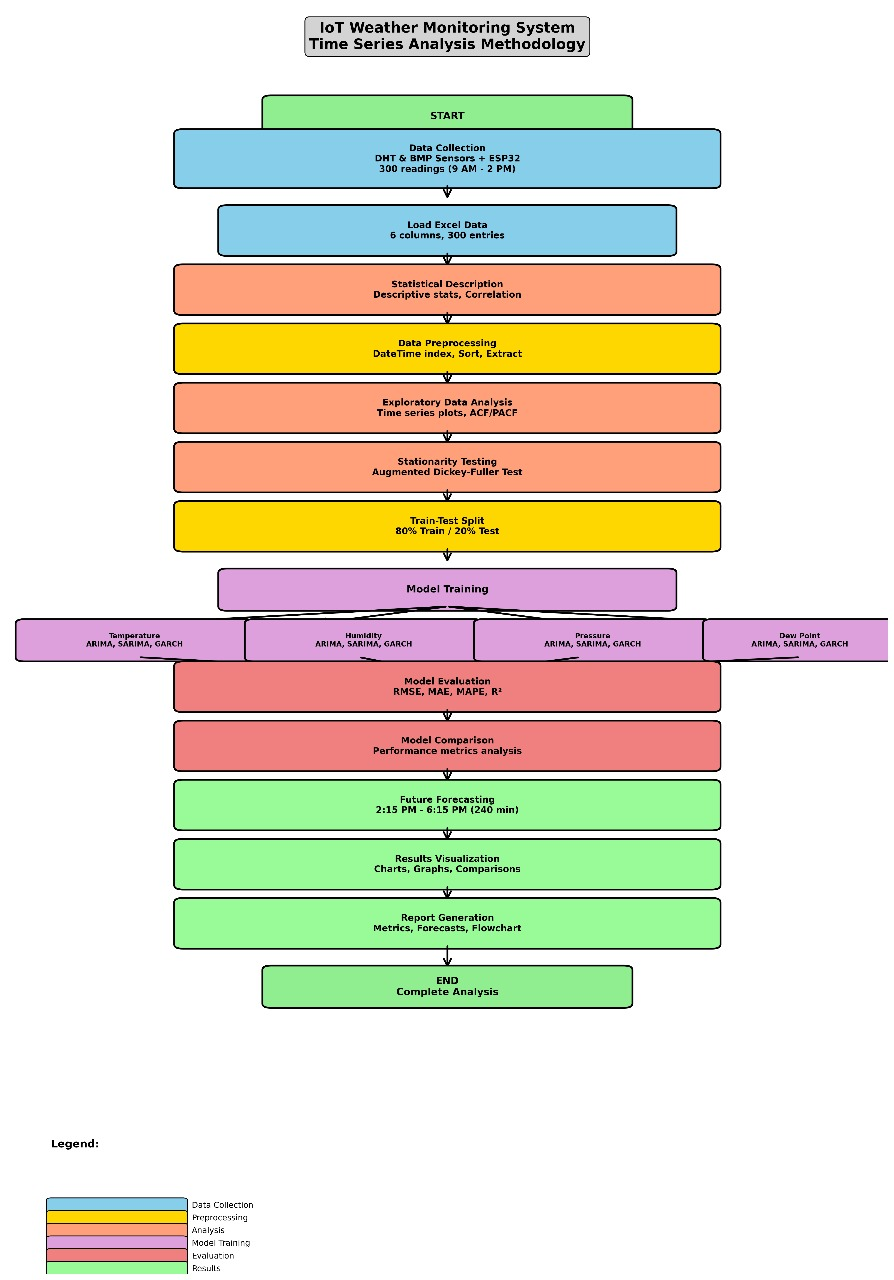 IoT Weather Monitoring System
Time Series Analysis Methodology
START
Data Collection
DHT & BMP Sensors + ESP32
300 readings (9 AM - 2 PM)
Load Excel Data
6 columns, 300 entries
Statistical Description
Descriptive stats, Correlation
Data Preprocessing
DateTime index, Sort, Extract
Exploratory Data Analysis
Time series plots, ACF/PACF
Stationarity Testing
Augmented Dickey-Fuller Test
Train-Test Split
80% Train / 20% Test
Model Training
Temperature
ARIMA, SARIMA, GARCH
Humidity
ARIMA, SARIMA, GARCH
Pressure
ARIMA, SARIMA, GARCH
Dew Point
ARIMA, SARIMA, GARCH
Model Evaluation
RMSE, MAE, MAPE, R²
Model Comparison
Performance metrics analysis
Future Forecasting
2:15 PM - 6:15 PM (240 min)
Results Visualization
Charts, Graphs, Comparisons
Report Generation
Metrics, Forecasts, Flowchart
END
Complete Analysis
Legend:
Data Collection
Preprocessing
Analysis
Model Training
Evaluation
Results